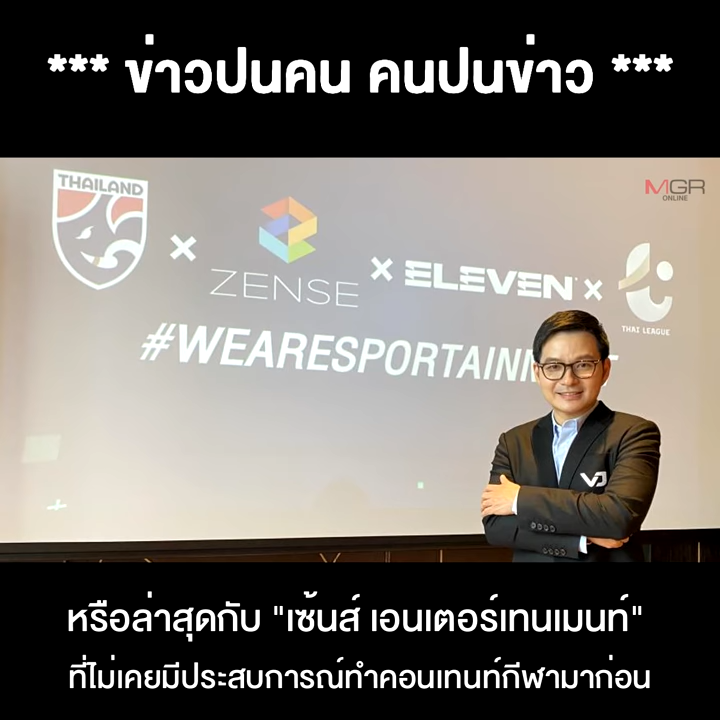 *** ข่าวปนคน คนปนข่าว ***
THAILAND
MGR
ONLINE
× ZENSE × ELEVEN × THAI LEAGUE
#WEARESPORTAINM T
VJ
หรือล่าสุดกับ "เซ้นส์ เอนเตอร์เทนเมนท์"
ที่ไม่เคยมีประสบการณ์ทำคอนเทนท์กีฬามาก่อน